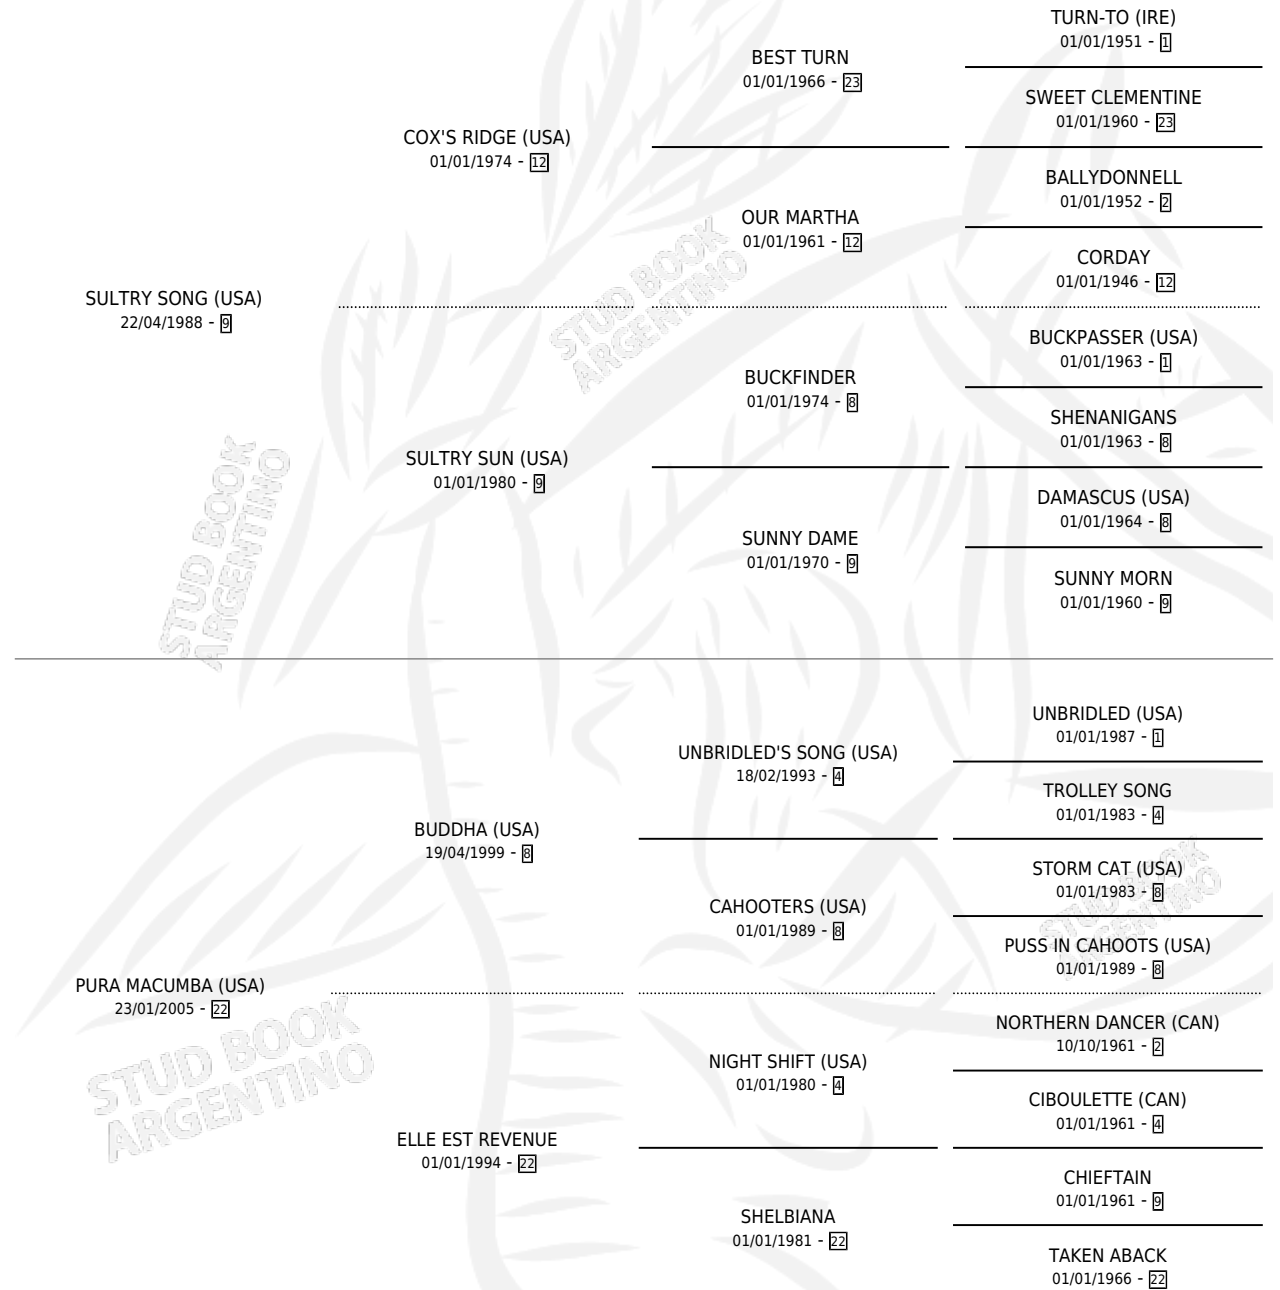 TURN-TO (IRE)
01/01/1951 - 1
BEST TURN
01/01/1966 - 23
SWEET CLEMENTINE
01/01/1960 - 23
COX'S RIDGE (USA)
01/01/1974 - 12
BALLYDONNELL
01/01/1952 - 2
OUR MARTHA
01/01/1961 - 12
CORDAY
01/01/1946 - 12
SULTRY SONG (USA)
22/04/1988 - 9
BUCKPASSER (USA)
01/01/1963 - 1
BUCKFINDER
01/01/1974 - 8
SHENANIGANS
01/01/1963 - 8
SULTRY SUN (USA)
01/01/1980 - 9
DAMASCUS (USA)
01/01/1964 - 8
SUNNY DAME
01/01/1970 - 9
SUNNY MORN
01/01/1960 - 9
UNBRIDLED (USA)
01/01/1987 - 1
UNBRIDLED'S SONG (USA)
18/02/1993 - 4
TROLLEY SONG
01/01/1983 - 4
BUDDHA (USA)
19/04/1999 - 8
STORM CAT (USA)
01/01/1983 - 8
CAHOOTERS (USA)
01/01/1989 - 8
PUSS IN CAHOOTS (USA)
01/01/1989 - 8
PURA MACUMBA (USA)
23/01/2005 - 22
NORTHERN DANCER (CAN)
10/10/1961 - 2
NIGHT SHIFT (USA)
01/01/1980 - 4
CIBOULETTE (CAN)
01/01/1961 - 4
ELLE EST REVENUE
01/01/1994 - 22
CHIEFTAIN
01/01/1961 - 9
SHELBIANA
01/01/1981 - 22
TAKEN ABACK
01/01/1966 - 22
STUD BOOK
ARGENTINO
STUD BOOK
ARGENTINO
STUD BOOK
ARGENTINO
STUD BOOK
ARGENTINO